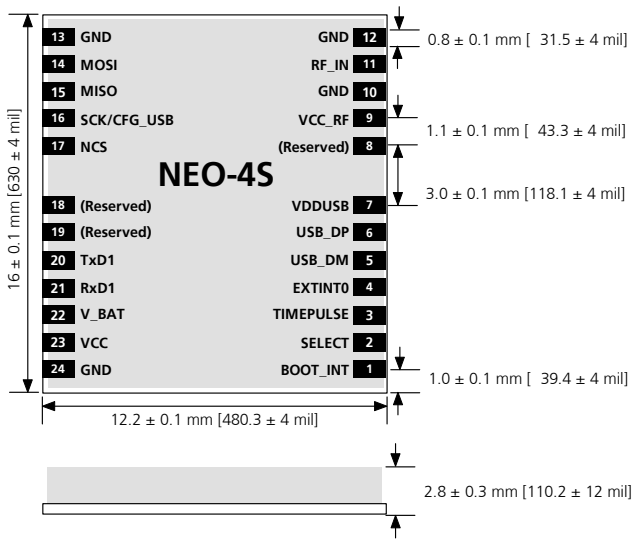 13 GND GND 12 0.8 ± 0.1 mm [ 31.5 ± 4 mil]
14 MOSI RF_IN 11
15 MISO GND 10
16 SCK/CFG_USB VCC_RF 9 1.1 ± 0.1 mm [ 43.3 ± 4 mil]
17 NCS (Reserved) 8
NEO-4S
3.0 ± 0.1 mm [118.1 ± 4 mil]
18 (Reserved) VDDUSB 7
19 (Reserved) USB_DP 6
20 TxD1 USB_DM 5
21 RxD1 EXTINT0 4
22 V_BAT TIMEPULSE 3
23 VCC SELECT 2
24 GND BOOT_INT 1
1.0 ± 0.1 mm [ 39.4 ± 4 mil]
16 ± 0.1 mm [630 ± 4 mil]
12.2 ± 0.1 mm [480.3 ± 4 mil]
2.8 ± 0.3 mm [110.2 ± 12 mil]